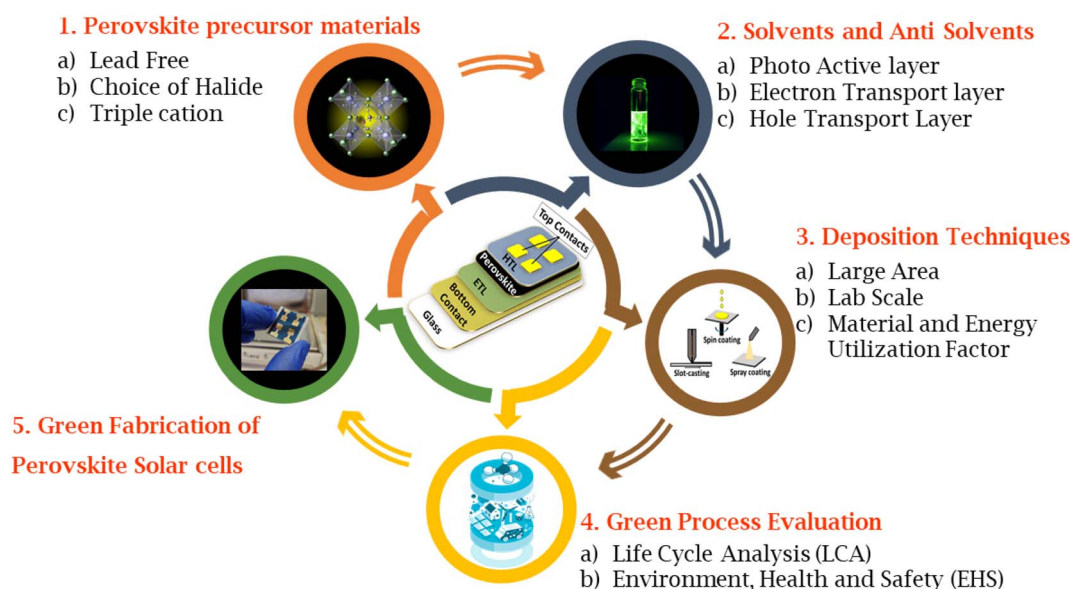 1. Perovskite precursor materials
a) Lead Free
b) Choice of Halide
c) Triple cation
2. Solvents and Anti Solvents
a) Photo Active layer
b) Electron Transport layer
c) Hole Transport Layer
3. Deposition Techniques
a) Large Area
b) Lab Scale
c) Material and Energy
Utilization Factor
Spin coating
Slot-casting
Spray coating
Top Contacts
HTL
Perovskite
ETL
Bottom
Contact
Glass
5. Green Fabrication of
Perovskite Solar cells
4. Green Process Evaluation
a) Life Cycle Analysis (LCA)
b) Environment, Health and Safety (EHS)